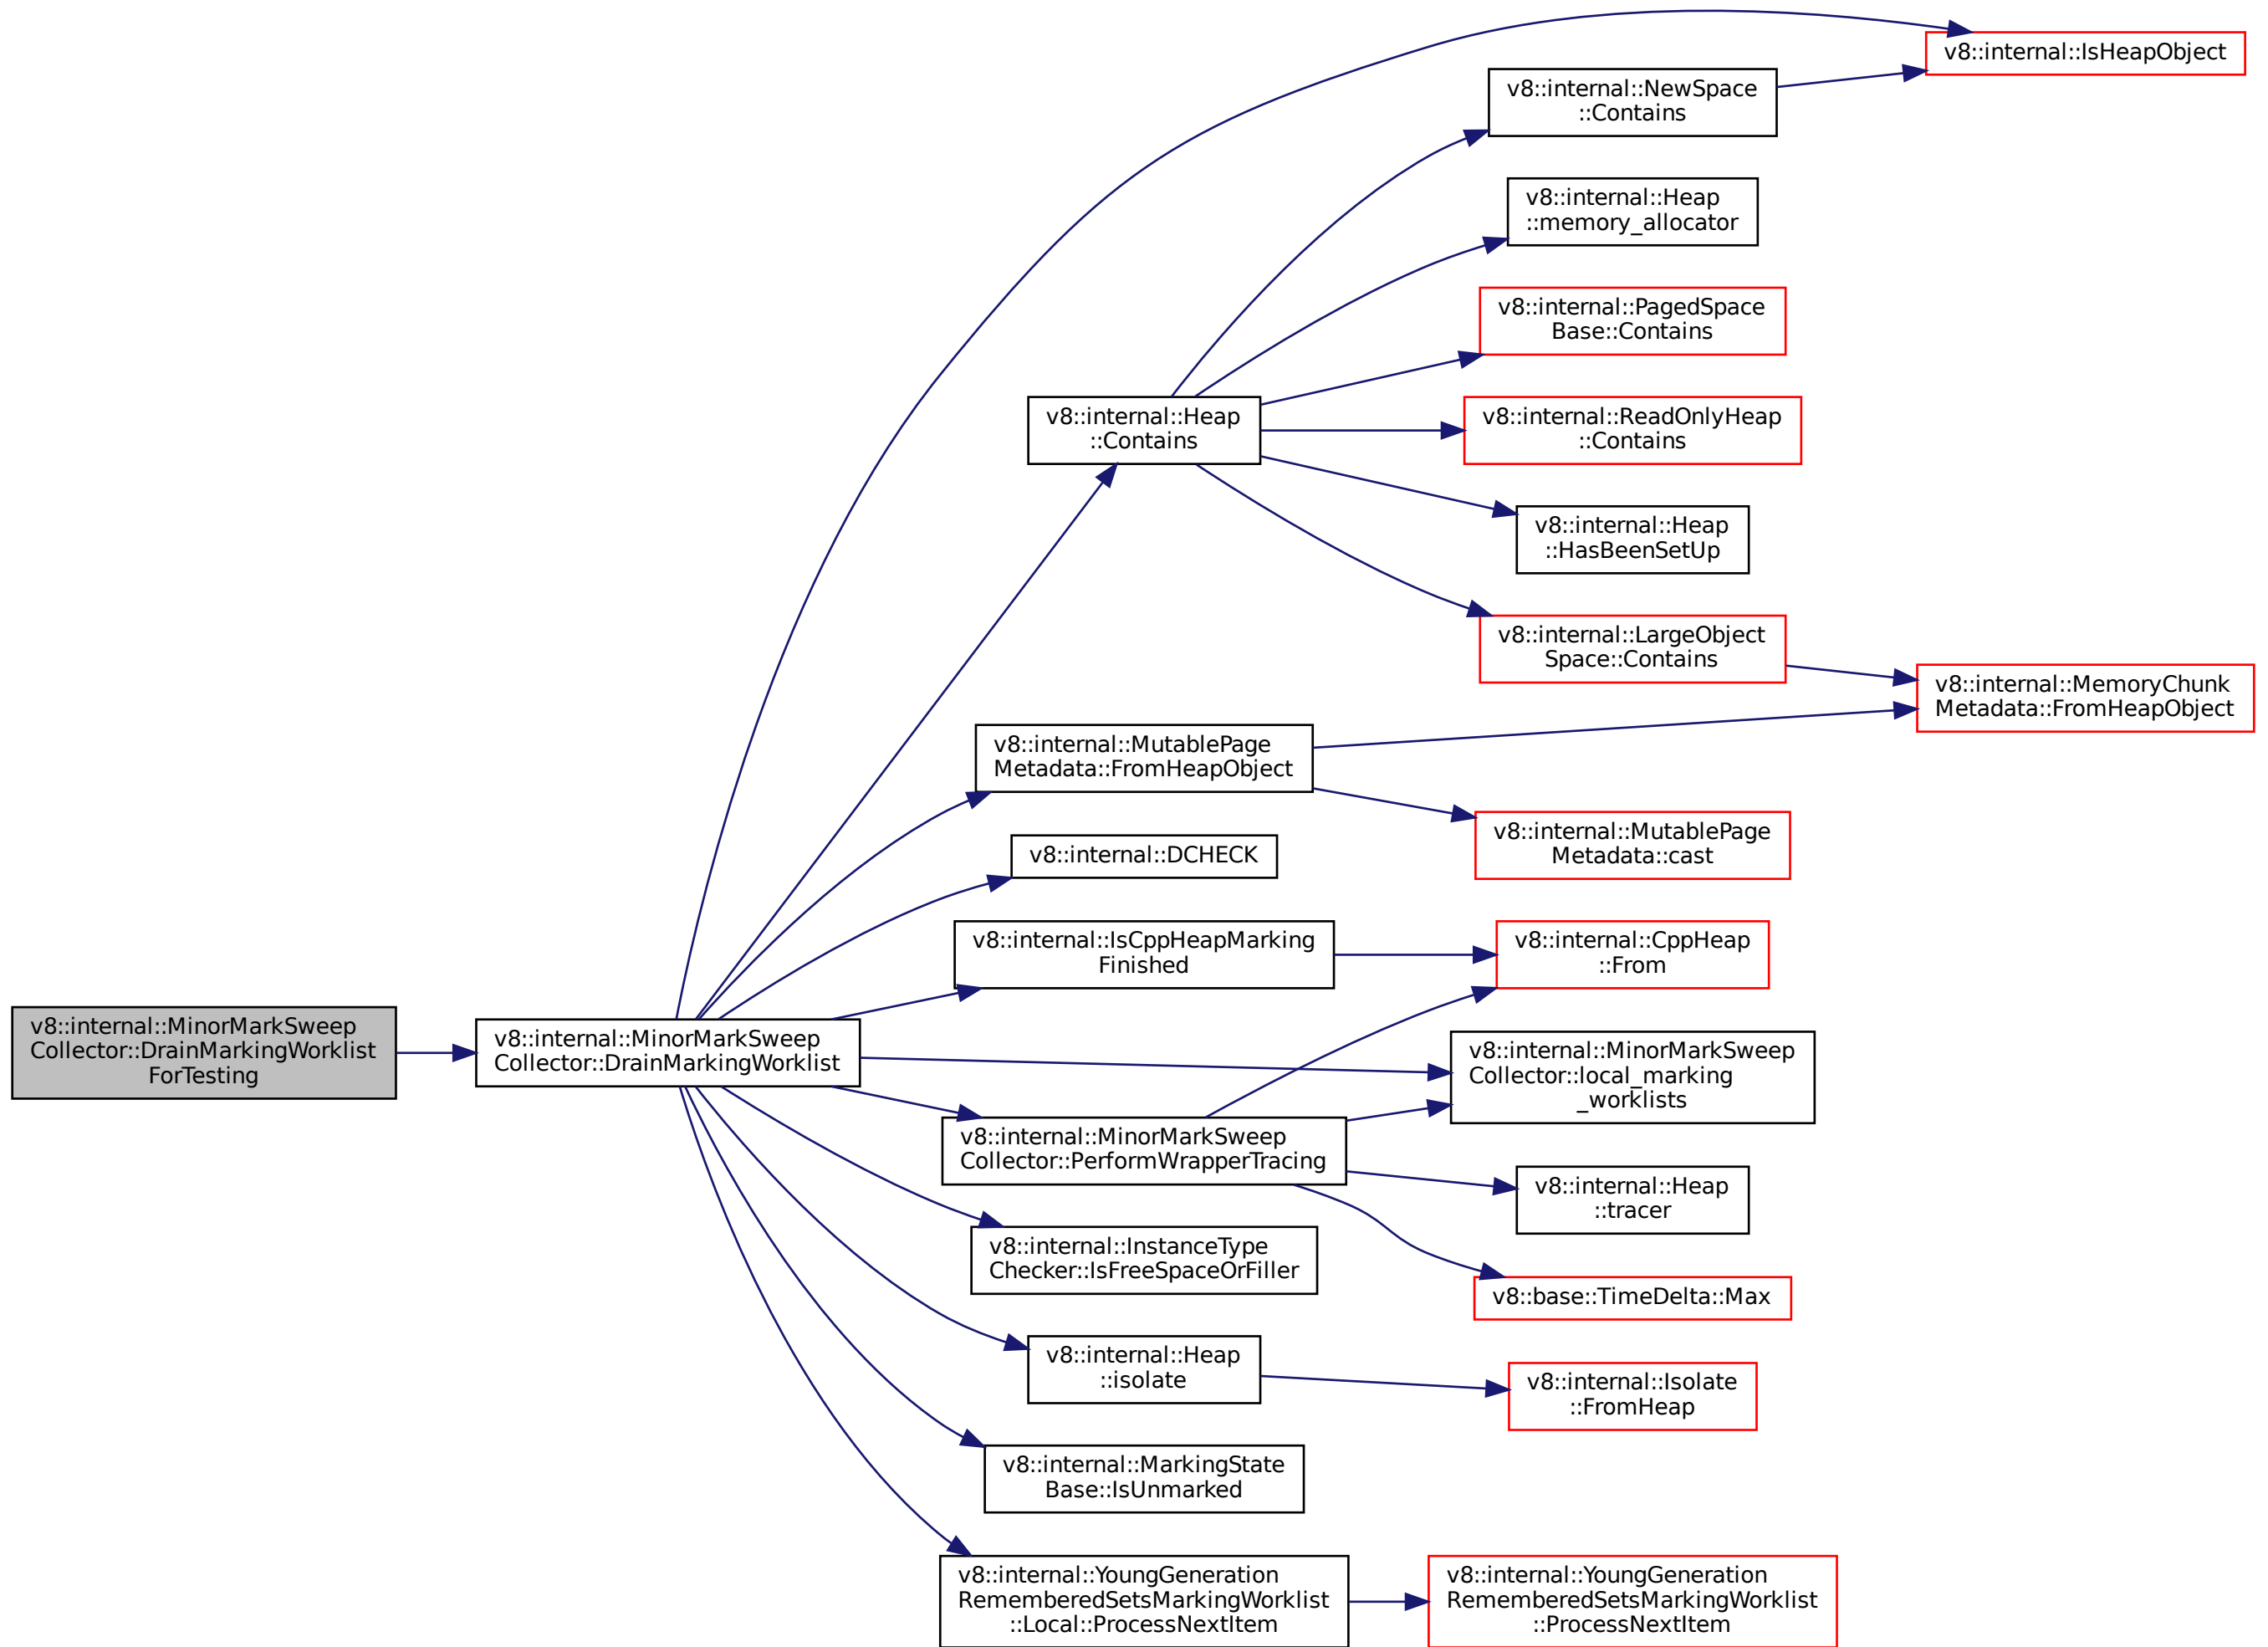 v8::internal::IsHeapObject
v8::internal::NewSpace
::Contains
v8::internal::Heap
::memory_allocator
v8::internal::PagedSpace
Base::Contains
v8::internal::Heap
::Contains
v8::internal::ReadOnlyHeap
::Contains
v8::internal::Heap
::HasBeenSetUp
v8::internal::LargeObject
Space::Contains
v8::internal::MemoryChunk
Metadata::FromHeapObject
v8::internal::MutablePage
Metadata::FromHeapObject
v8::internal::MutablePage
Metadata::cast
v8::internal::DCHECK
v8::internal::IsCppHeapMarking
Finished
v8::internal::CppHeap
::From
v8::internal::MinorMarkSweep
Collector::DrainMarkingWorklist
ForTesting
v8::internal::MinorMarkSweep
Collector::DrainMarkingWorklist
v8::internal::MinorMarkSweep
Collector::local_marking
_worklists
v8::internal::MinorMarkSweep
Collector::PerformWrapperTracing
v8::internal::Heap
::tracer
v8::internal::InstanceType
Checker::IsFreeSpaceOrFiller
v8::base::TimeDelta::Max
v8::internal::Heap
::isolate
v8::internal::Isolate
::FromHeap
v8::internal::MarkingState
Base::IsUnmarked
v8::internal::YoungGeneration
RememberedSetsMarkingWorklist
::Local::ProcessNextItem
v8::internal::YoungGeneration
RememberedSetsMarkingWorklist
::ProcessNextItem